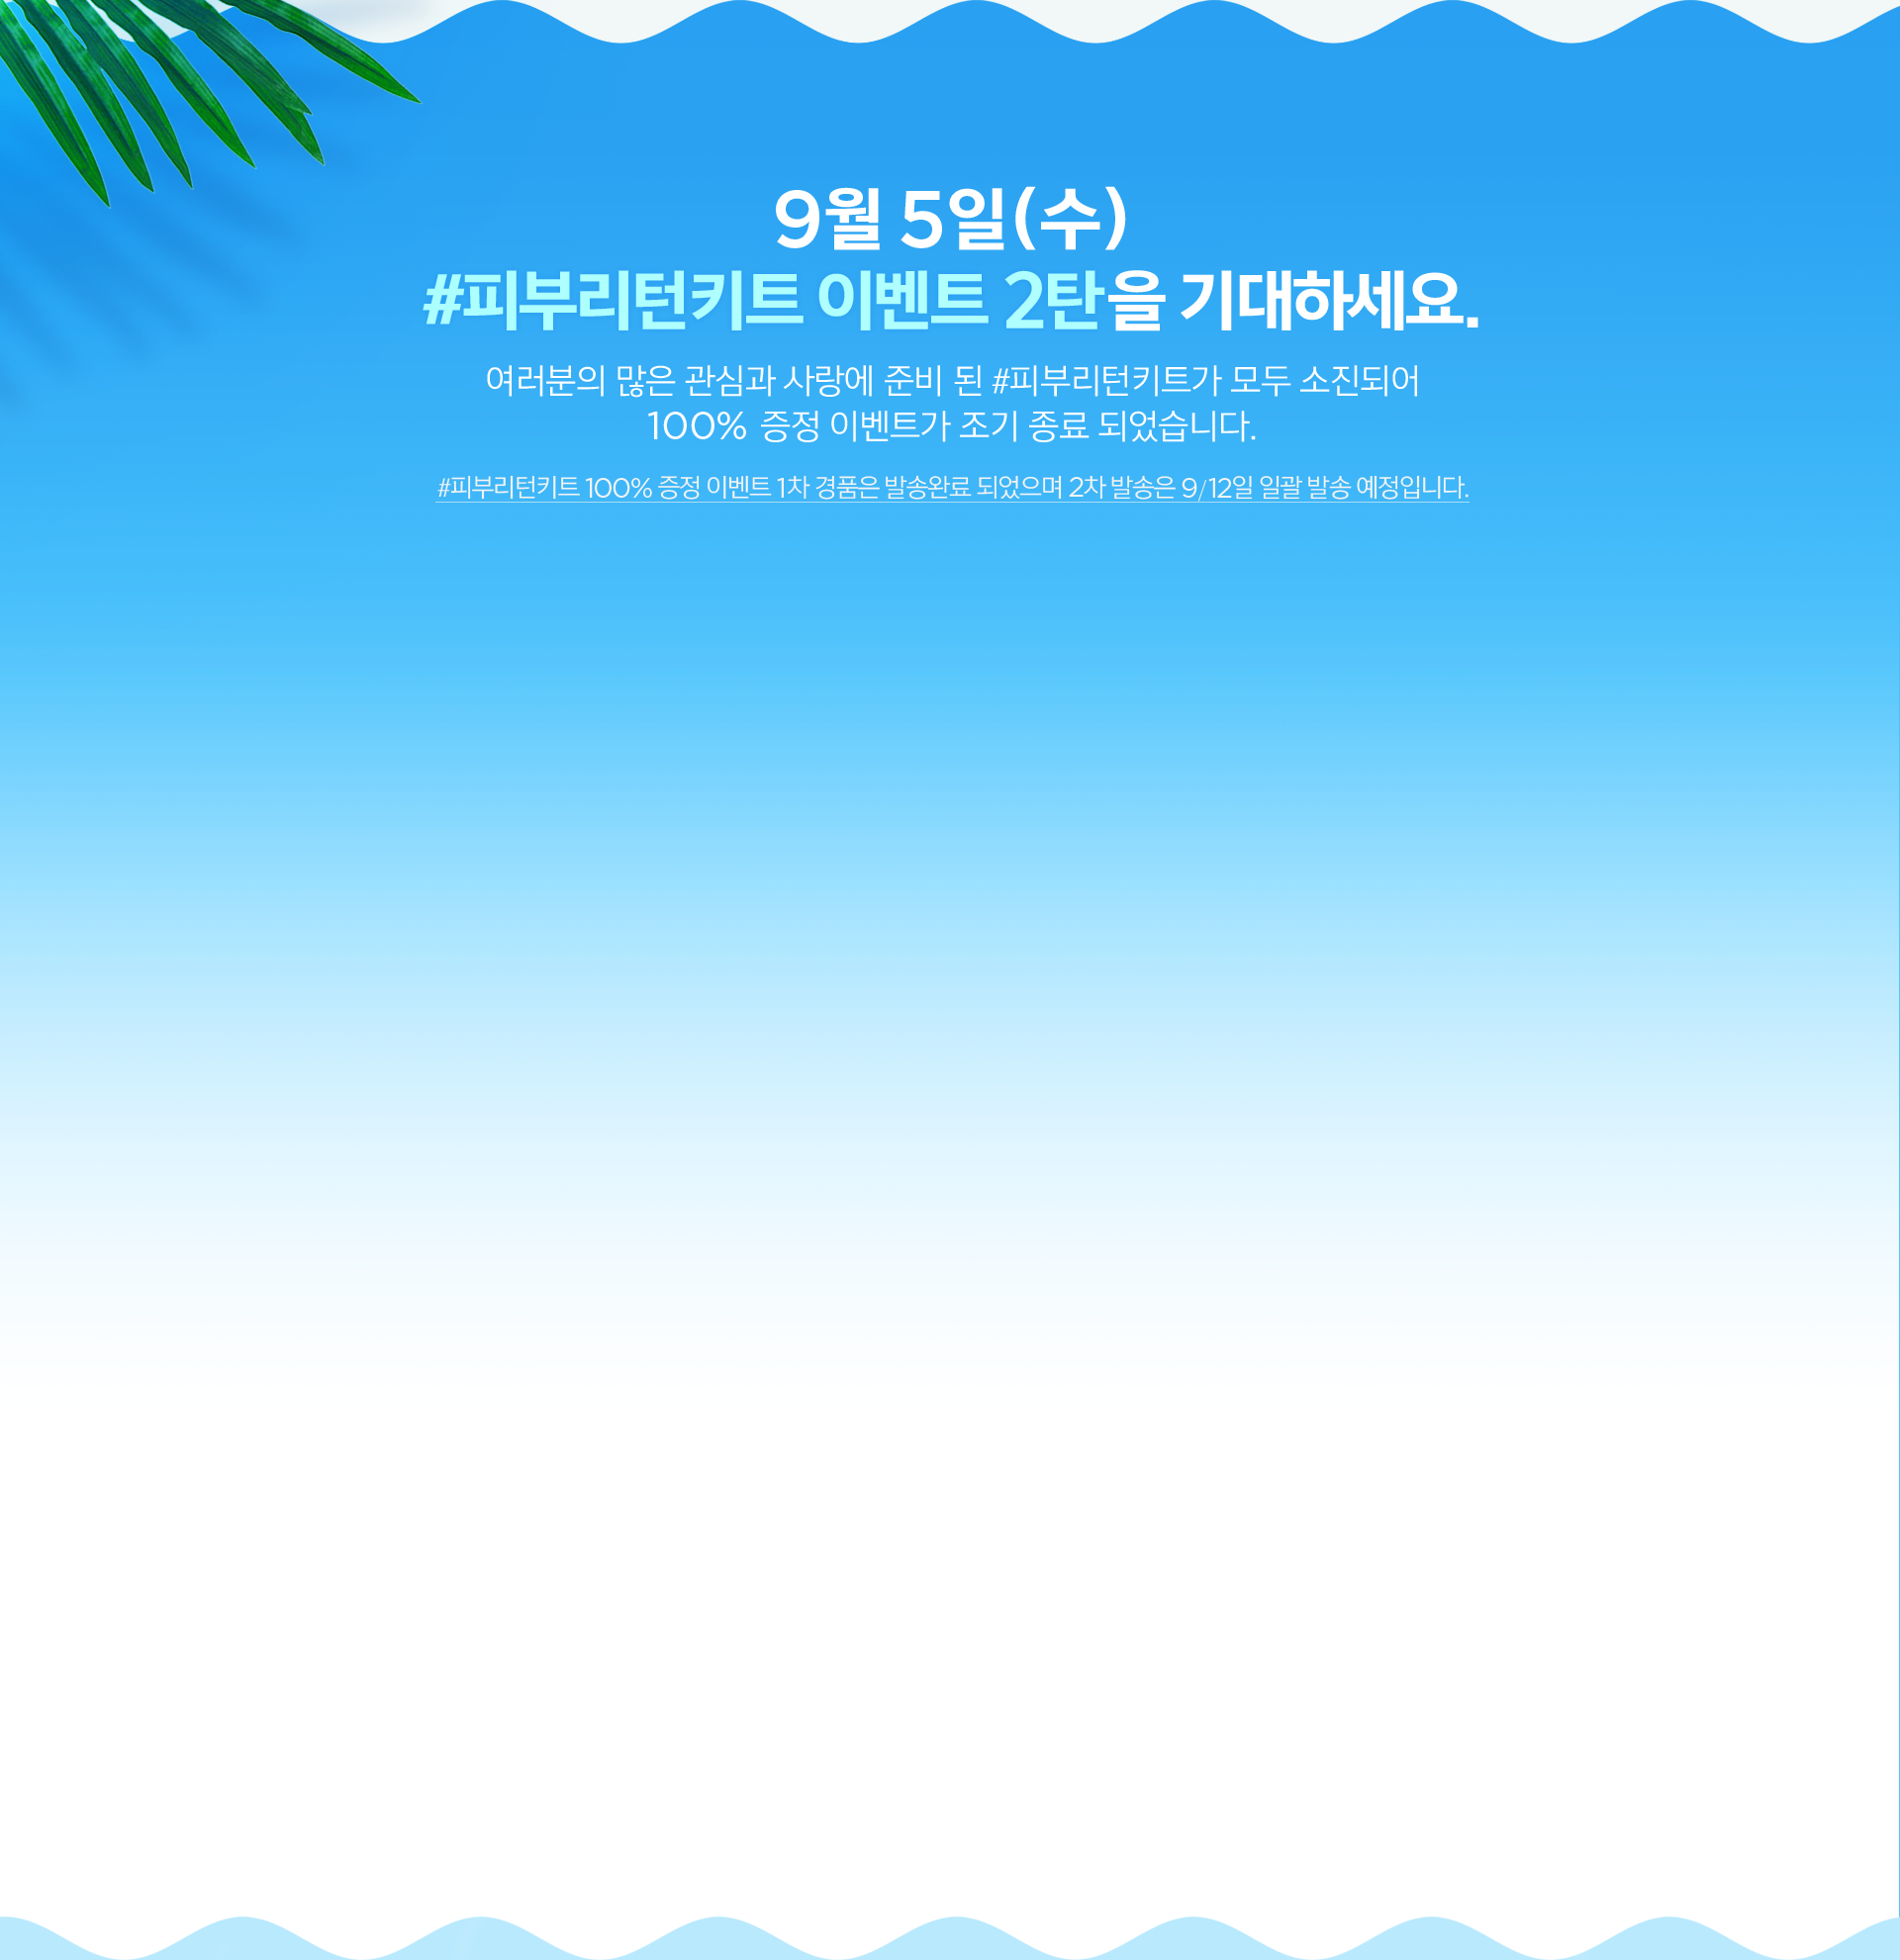 9월 5일(수)
#피부리턴키트 이벤트 2탄을 기대하세요.
여러분의 많은 관심과 사랑에 준비 된 #피부리턴키트가 모두 소진되어
100% 증정 이벤트가 조기 종료 되었습니다.
#피부리턴키트 100% 증정 이벤트 1차 경품은 발송완료 되었으며 2차 발송은 9/12일 일괄 발송 예정입니다.